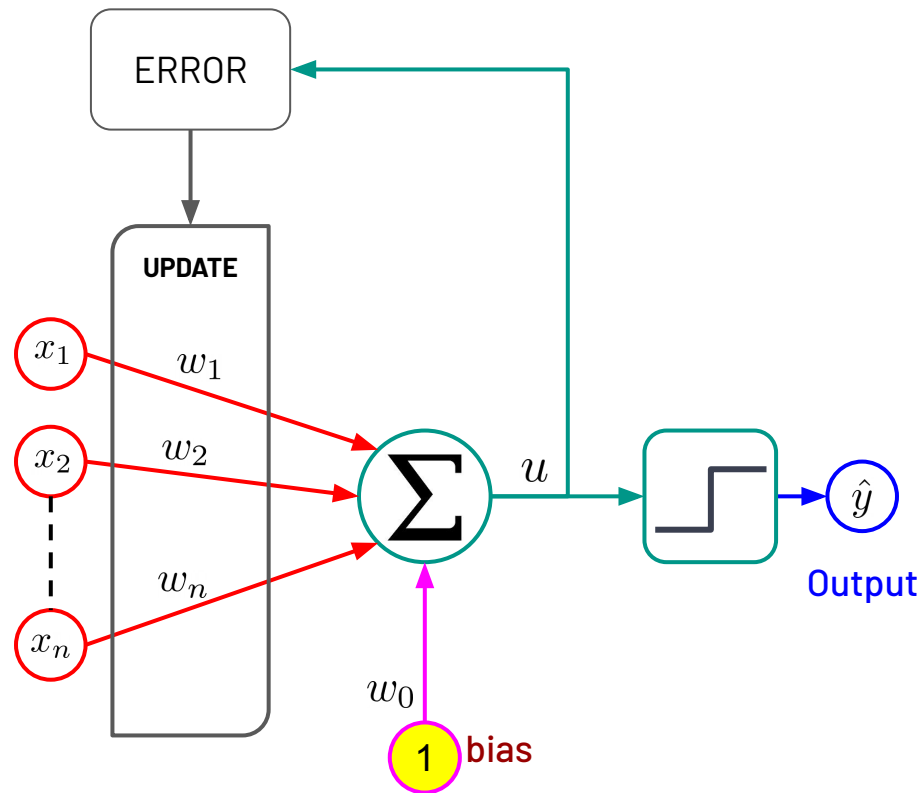 ERROR
UPDATE
x₁
w₁
x₂
w₂
Σ
u
ŷ
Output
wₙ
xₙ
w₀
1
bias